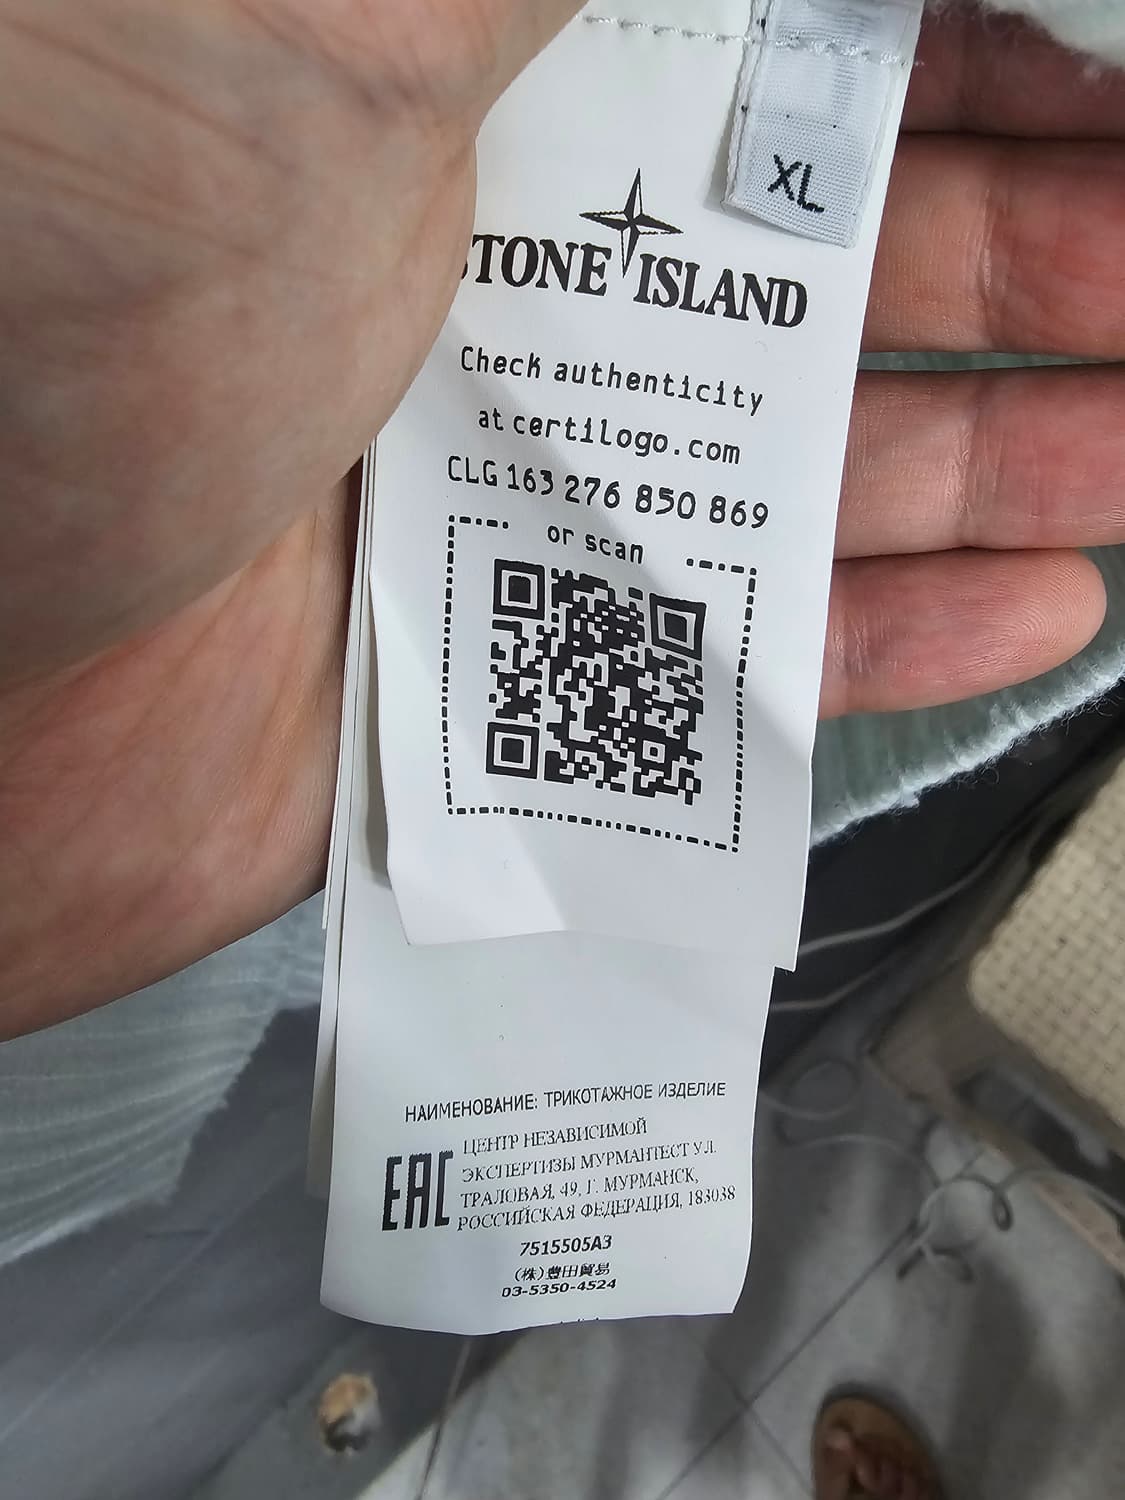 XL
STONE ISLAND
Check authenticity
at certilogo.com
CLG 163 276 850 869
or scan
НАИМЕНОВАНИЕ: ТРИКОТАЖНОЕ ИЗДЕЛИЕ
EAC
ЦЕНТР НЕЗАВИСИМОЙ
ЭКСПЕРТИЗЫ МУРМАНТЕСТ УЛ.
ТРАЛОВАЯ, 49, Г. МУРМАНСК,
РОССИЙСКАЯ ФЕДЕРАЦИЯ, 183038
7515505A3
(株)豊田貿易
03-5350-4524